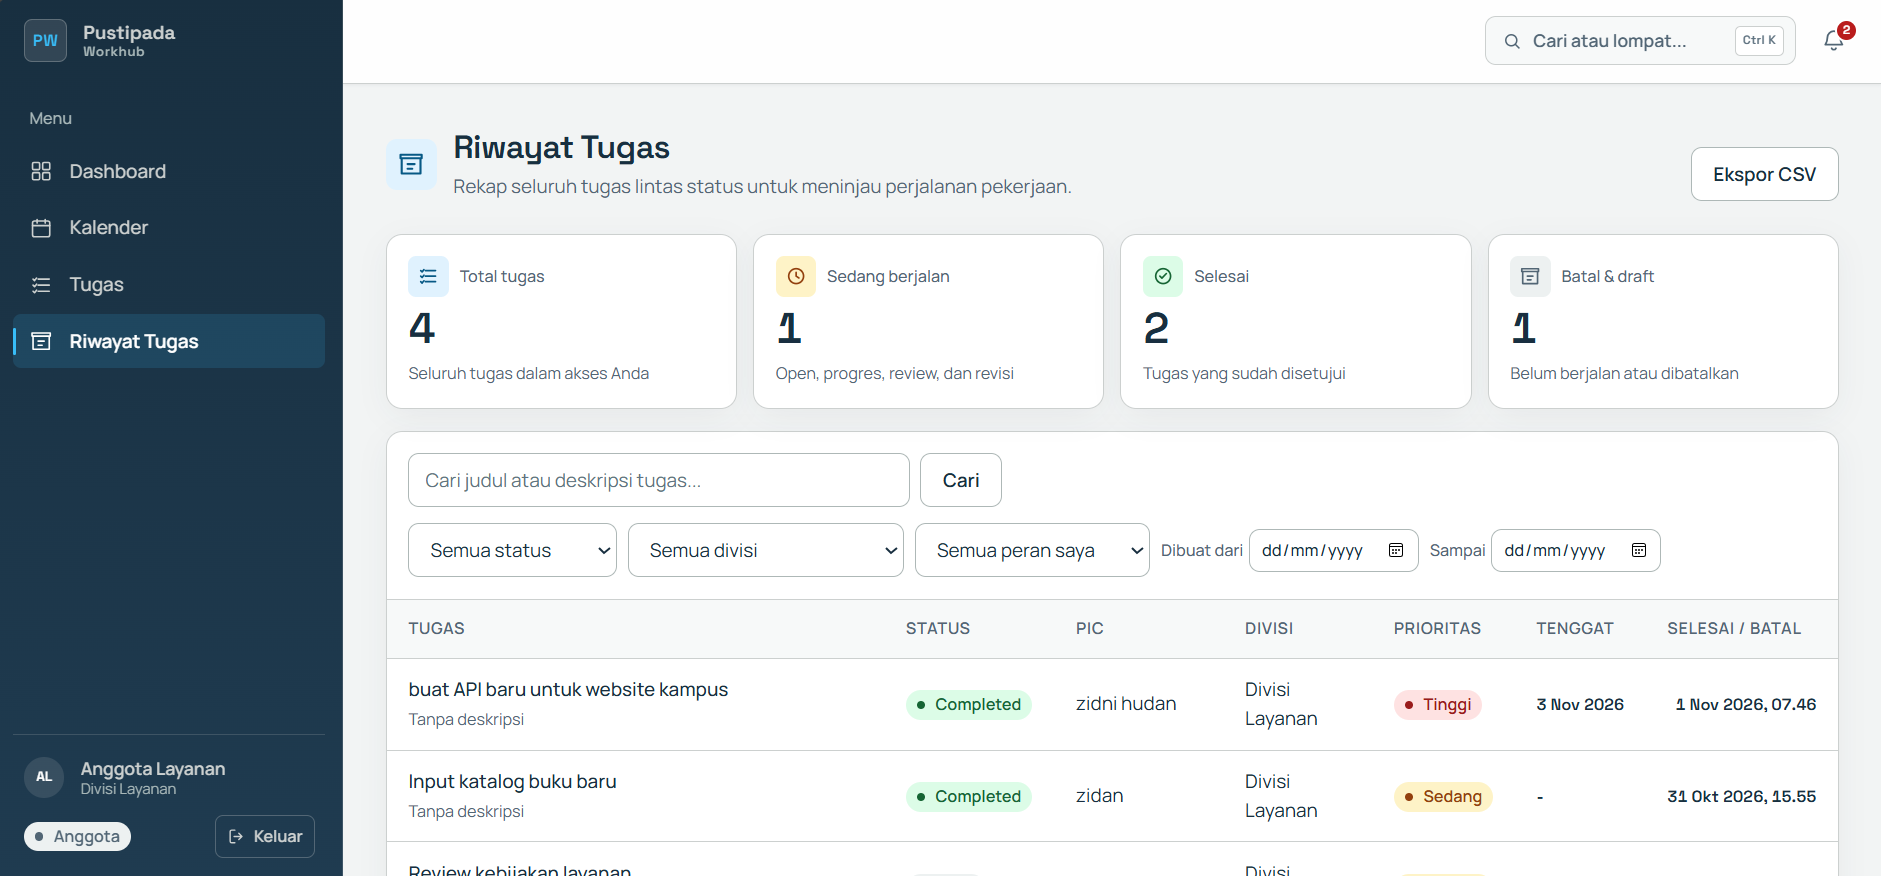 PW
Pustipada
Workhub
Cari atau lompat...
Ctrl K
2
Menu
Dashboard
Kalender
Tugas
Riwayat Tugas
Riwayat Tugas
Rekap seluruh tugas lintas status untuk meninjau perjalanan pekerjaan.
Ekspor CSV
Total tugas
4
Seluruh tugas dalam akses Anda
Sedang berjalan
1
Open, progres, review, dan revisi
Selesai
2
Tugas yang sudah disetujui
Batal & draft
1
Belum berjalan atau dibatalkan
Cari judul atau deskripsi tugas...
Cari
Semua status
Semua divisi
Semua peran saya
Dibuat dari
dd/mm/yyyy
Sampai
dd/mm/yyyy
TUGAS
STATUS
PIC
DIVISI
PRIORITAS
TENGGAT
SELESAI / BATAL
buat API baru untuk website kampus
Tanpa deskripsi
Completed
zidni hudan
Divisi
Layanan
Tinggi
3 Nov 2026
1 Nov 2026, 07.46
Input katalog buku baru
Tanpa deskripsi
Completed
zidan
Divisi
Layanan
Sedang
-
31 Okt 2026, 15.55
Review kebijakan layanan
Divisi
AL
Anggota Layanan
Divisi Layanan
Anggota
Keluar